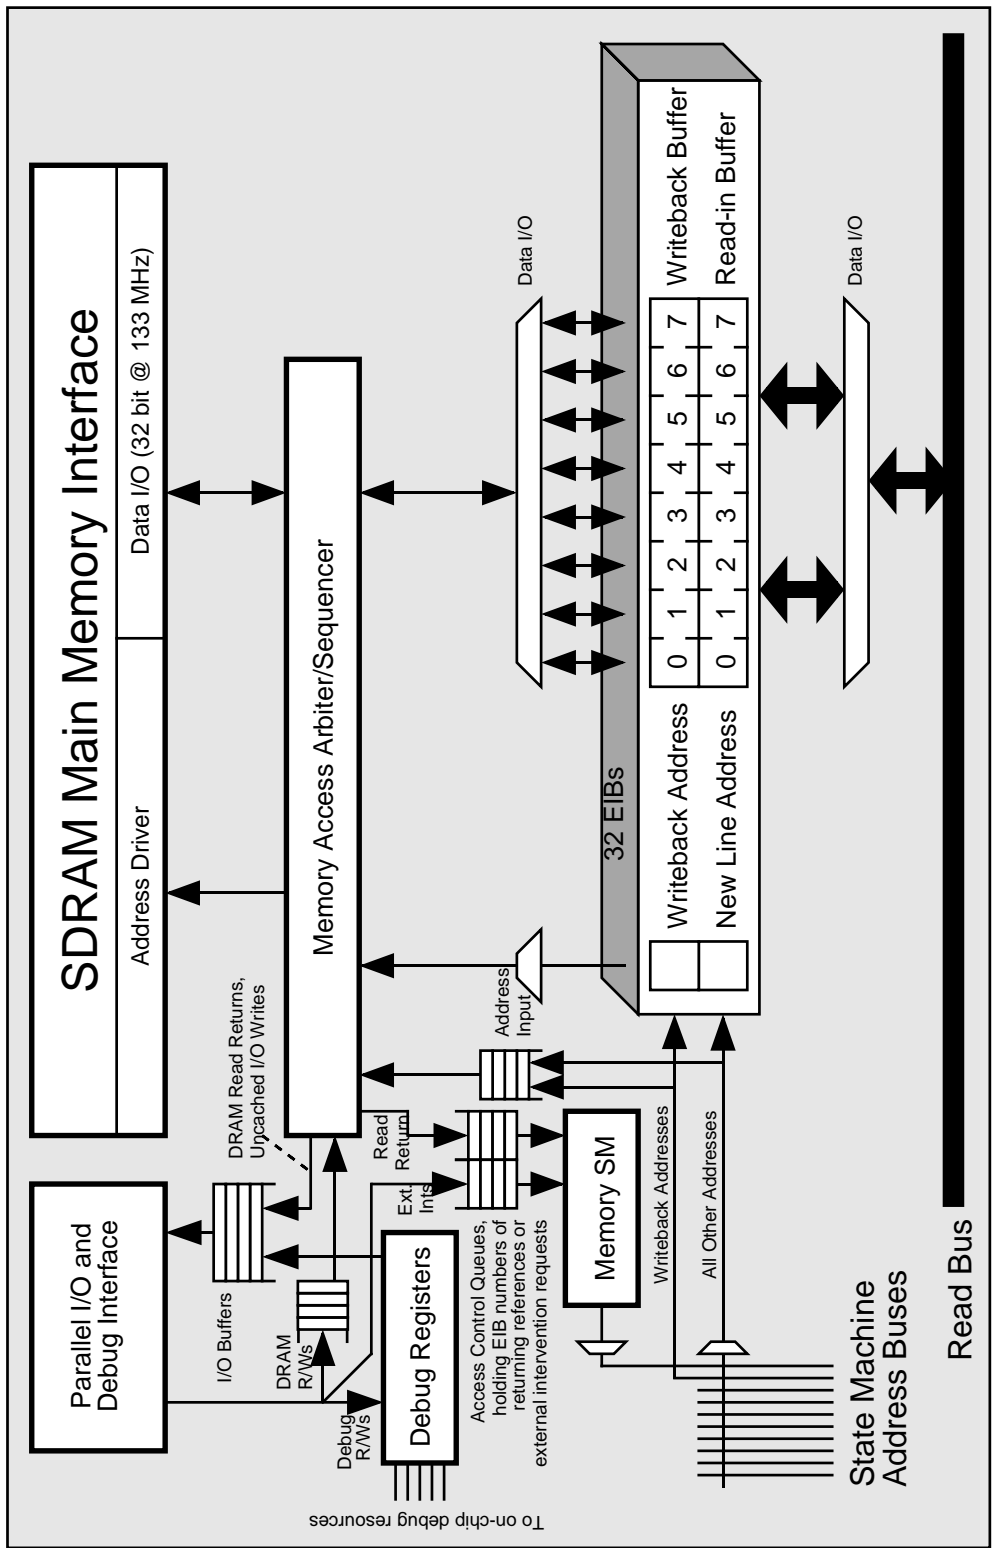 SDRAM Main Memory Interface
Address Driver
Data I/O (32 bit @ 133 MHz)
Parallel I/O and
Debug Interface
I/O Buffers
DRAM Read Returns,
Uncached I/O Writes
Memory Access Arbiter/Sequencer
DRAM
R/Ws
Debug
R/Ws
Debug Registers
To on-chip debug resources
Read
Return
Ext.
Ints
Access Control Queues,
holding EIB numbers of
returning references or
external intervention requests
Memory SM
Address
Input
Data I/O
32 EIBs
Writeback Address
0 1 2 3 4 5 6 7
Writeback Buffer
New Line Address
0 1 2 3 4 5 6 7
Read-in Buffer
Writeback Addresses
All Other Addresses
Data I/O
State Machine
Address Buses
Read Bus